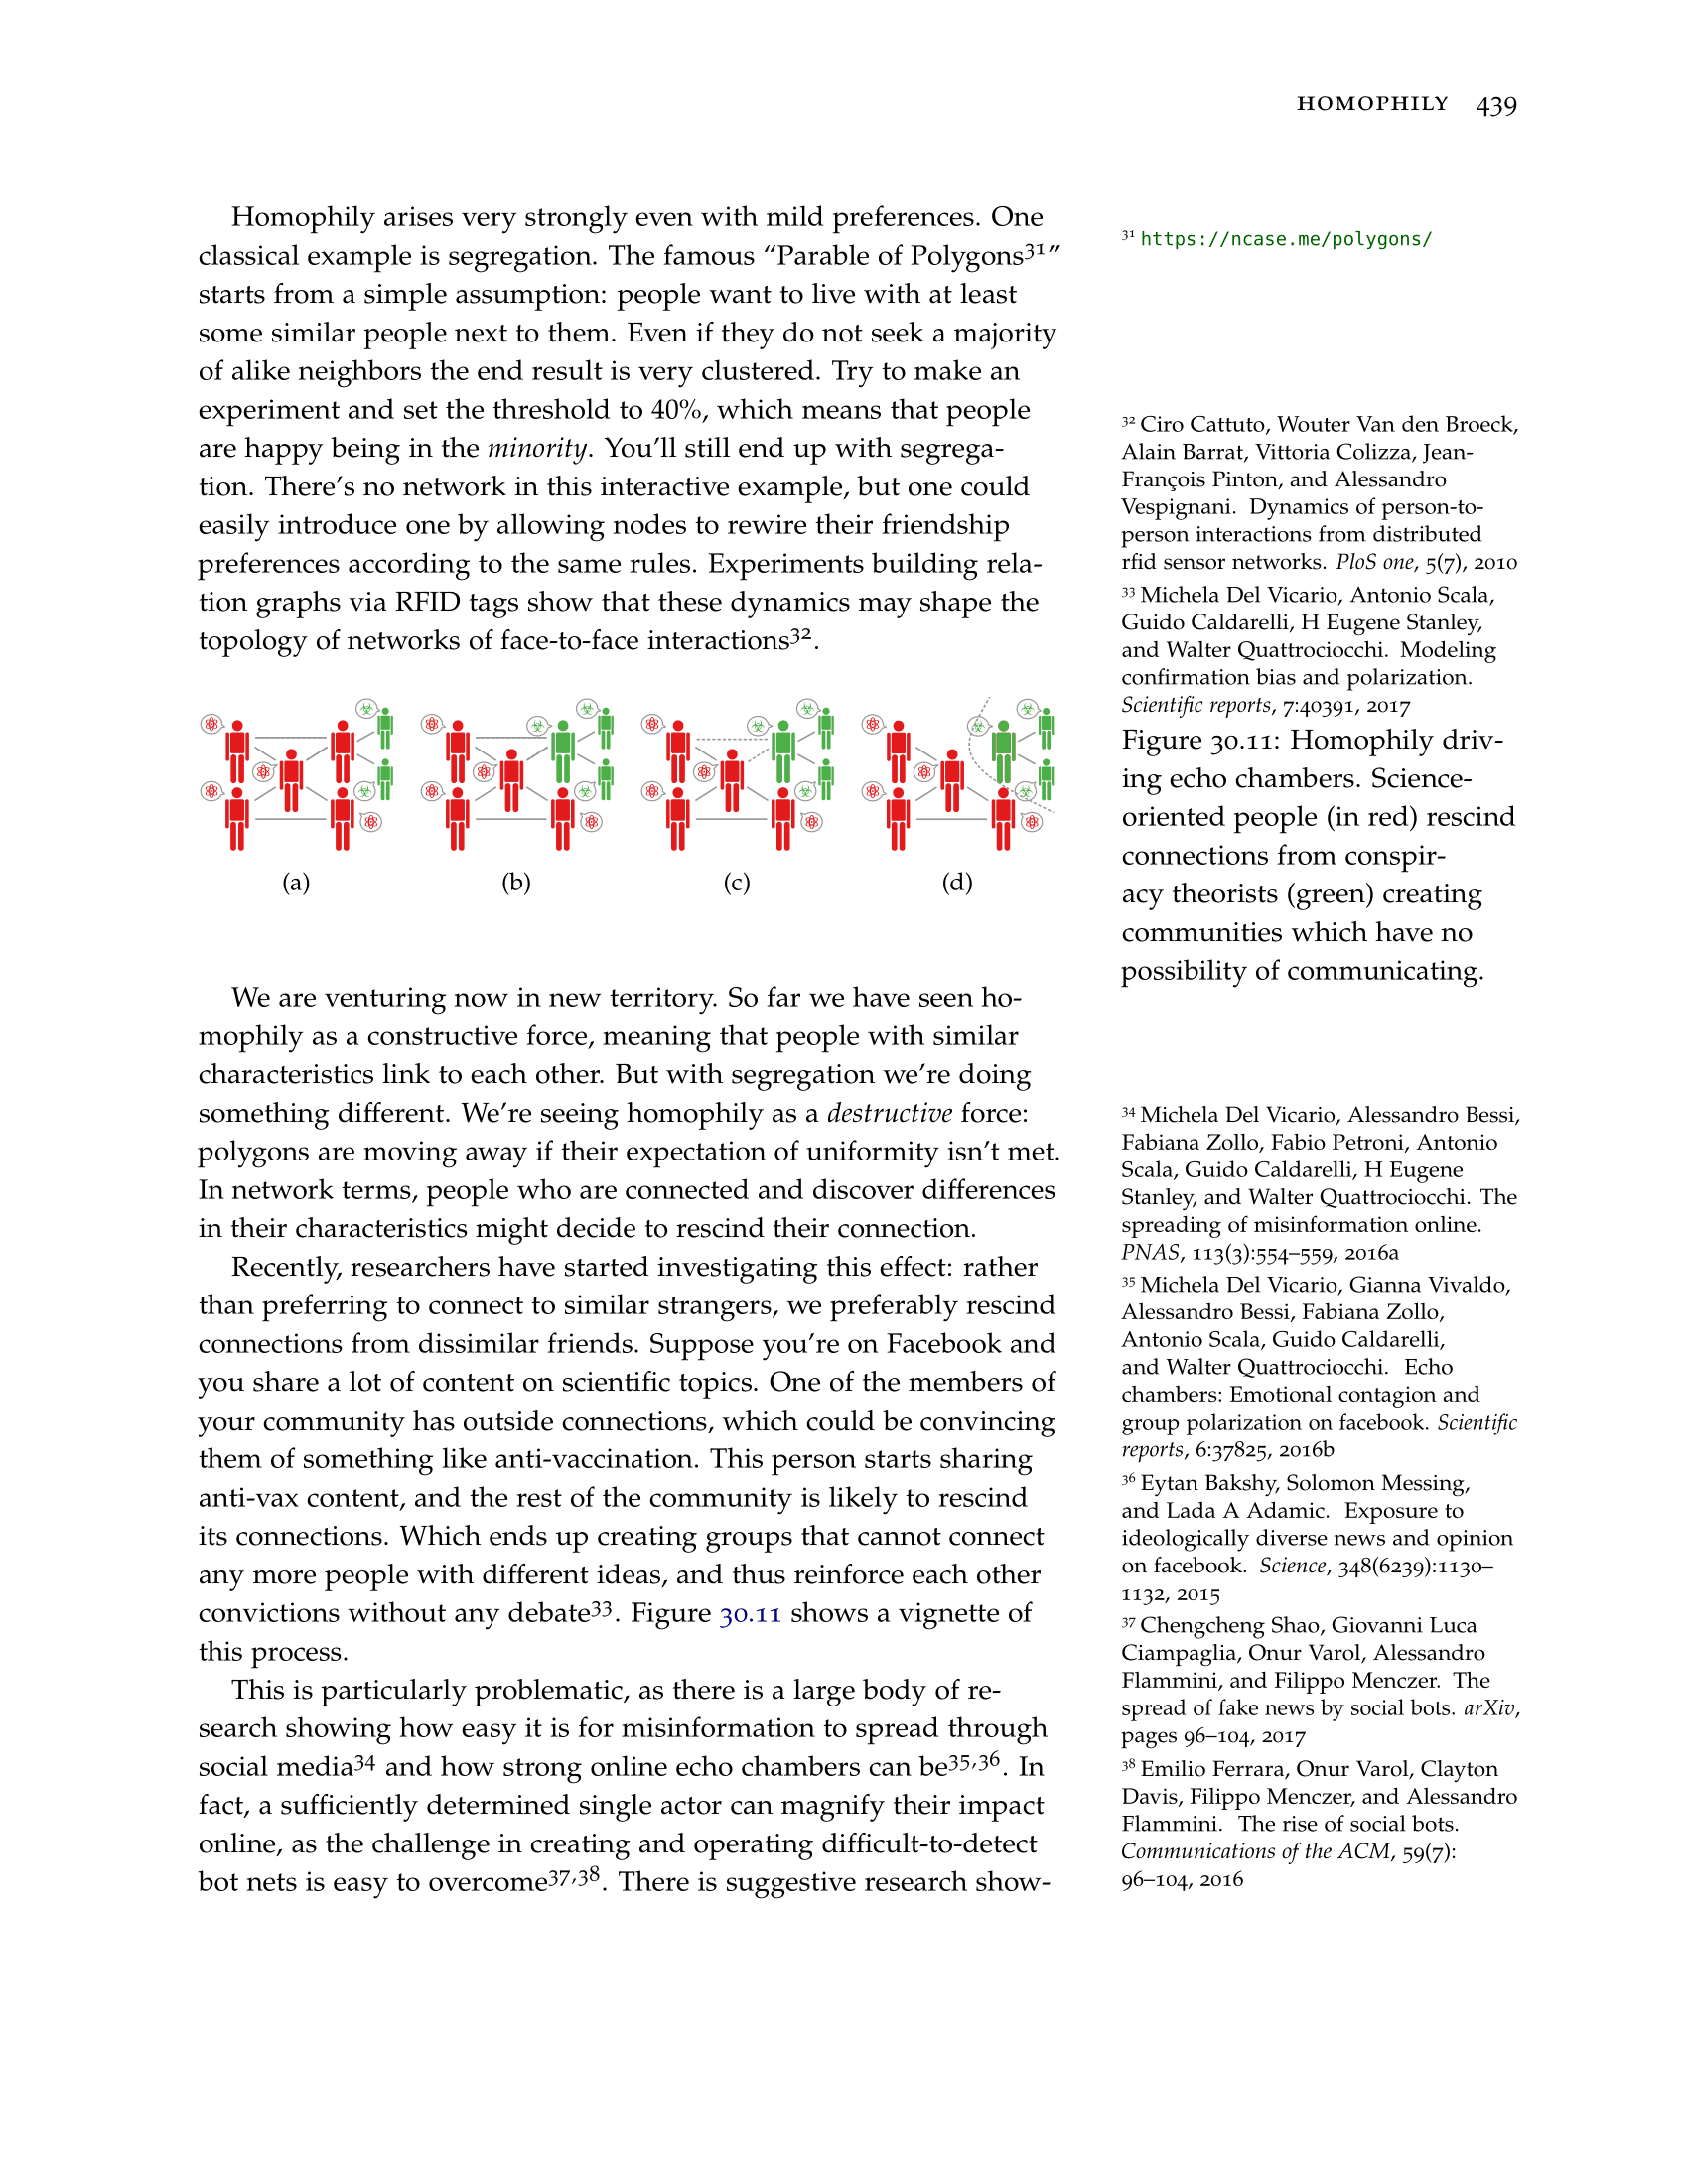 HOMOPHILY 439
Homophily arises very strongly even with mild preferences. One
classical example is segregation. The famous “Parable of Polygons31”
starts from a simple assumption: people want to live with at least
some similar people next to them. Even if they do not seek a majority
of alike neighbors the end result is very clustered. Try to make an
experiment and set the threshold to 40%, which means that people
are happy being in the minority. You’ll still end up with segrega-
tion. There’s no network in this interactive example, but one could
easily introduce one by allowing nodes to rewire their friendship
preferences according to the same rules. Experiments building rela-
tion graphs via RFID tags show that these dynamics may shape the
topology of networks of face-to-face interactions32.
31 https://ncase.me/polygons/
32 Ciro Cattuto, Wouter Van den Broeck,
Alain Barrat, Vittoria Colizza, Jean-
François Pinton, and Alessandro
Vespignani. Dynamics of person-to-
person interactions from distributed
rfid sensor networks. PloS one, 5(7), 2010
33 Michela Del Vicario, Antonio Scala,
Guido Caldarelli, H Eugene Stanley,
and Walter Quattrociocchi. Modeling
confirmation bias and polarization.
Scientific reports, 7:40391, 2017
(a) (b) (c) (d)
Figure 30.11: Homophily driv-
ing echo chambers. Science-
oriented people (in red) rescind
connections from conspir-
acy theorists (green) creating
communities which have no
possibility of communicating.
We are venturing now in new territory. So far we have seen ho-
mophily as a constructive force, meaning that people with similar
characteristics link to each other. But with segregation we’re doing
something different. We’re seeing homophily as a destructive force:
polygons are moving away if their expectation of uniformity isn’t met.
In network terms, people who are connected and discover differences
in their characteristics might decide to rescind their connection.
Recently, researchers have started investigating this effect: rather
than preferring to connect to similar strangers, we preferably rescind
connections from dissimilar friends. Suppose you’re on Facebook and
you share a lot of content on scientific topics. One of the members of
your community has outside connections, which could be convincing
them of something like anti-vaccination. This person starts sharing
anti-vax content, and the rest of the community is likely to rescind
its connections. Which ends up creating groups that cannot connect
any more people with different ideas, and thus reinforce each other
convictions without any debate33. Figure 30.11 shows a vignette of
this process.
This is particularly problematic, as there is a large body of re-
search showing how easy it is for misinformation to spread through
social media34 and how strong online echo chambers can be35,36. In
fact, a sufficiently determined single actor can magnify their impact
online, as the challenge in creating and operating difficult-to-detect
bot nets is easy to overcome37,38. There is suggestive research show-
34 Michela Del Vicario, Alessandro Bessi,
Fabiana Zollo, Fabio Petroni, Antonio
Scala, Guido Caldarelli, H Eugene
Stanley, and Walter Quattrociocchi. The
spreading of misinformation online.
PNAS, 113(3):554–559, 2016a
35 Michela Del Vicario, Gianna Vivaldo,
Alessandro Bessi, Fabiana Zollo,
Antonio Scala, Guido Caldarelli,
and Walter Quattrociocchi. Echo
chambers: Emotional contagion and
group polarization on facebook. Scientific
reports, 6:37825, 2016b
36 Eytan Bakshy, Solomon Messing,
and Lada A Adamic. Exposure to
ideologically diverse news and opinion
on facebook. Science, 348(6239):1130–
1132, 2015
37 Chengcheng Shao, Giovanni Luca
Ciampaglia, Onur Varol, Alessandro
Flammini, and Filippo Menczer. The
spread of fake news by social bots. arXiv,
pages 96–104, 2017
38 Emilio Ferrara, Onur Varol, Clayton
Davis, Filippo Menczer, and Alessandro
Flammini. The rise of social bots.
Communications of the ACM, 59(7):
96–104, 2016